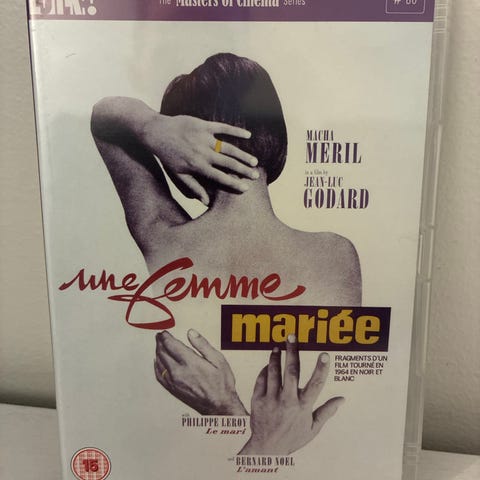 The Masters of Cinema Series
MACHA
MERIL
in a film by
JEAN-LUC
GODARD
une femme
mariée
FRAGMENTS D'UN
FILM TOURNÉ EN
1964 EN NOIR ET
BLANC
with
PHILIPPE LEROY
Le mari
and
BERNARD NOEL
L'amant
15